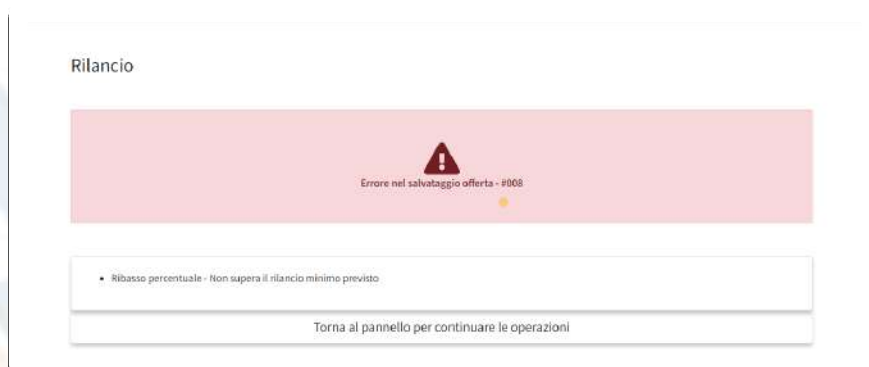 Rilancio
Errore nel salvataggio offerta - #008
Ribasso percentuale - Non supera il rilancio minimo previsto
Torna al pannello per continuare le operazioni